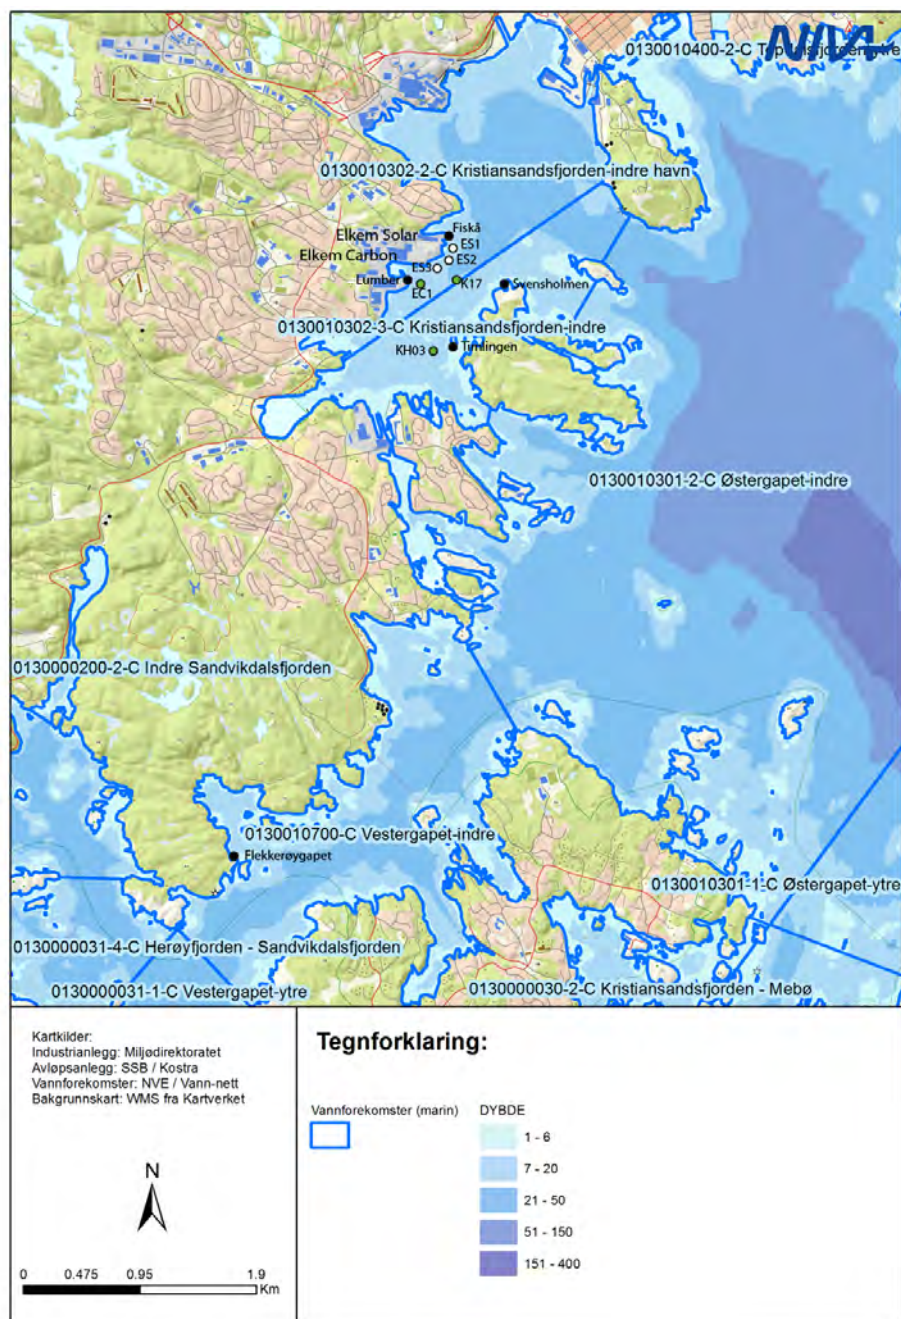 NIVA
0130010400-2-C
0130010302-2-C Kristiansandsfjorden-indre havn
Fiskå
Elkem Solar
ES1
Elkem Carbon
ES2
ES3
Lumber
EC1
K17
Svensholmen
0130010302-3-C Kristiansandsfjorden-indre
KH03
Timlingen
0130010301-2-C Østergapet-indre
0130000200-2-C Indre Sandvikdalsfjorden
0130010700-C Vestergapet-indre
Flekkerøygapet
0130010301-1-C Østergapet-ytre
0130000031-4-C Herøyfjorden - Sandvikdalsfjorden
0130000031-1-C Vestergapet-ytre
0130000030-2-C Kristiansandsfjorden - Mebø
Kartkilder:
Industrianlegg: Miljødirektoratet
Avløpsanlegg: SSB / Kostra
Vannforekomster: NVE / Vann-nett
Bakgrunnskart: WMS fra Kartverket
N
0 0.475 0.95 1.9
Km
Tegnforklaring:
Vannforekomster (marin)
DYBDE
1 - 6
7 - 20
21 - 50
51 - 150
151 - 400